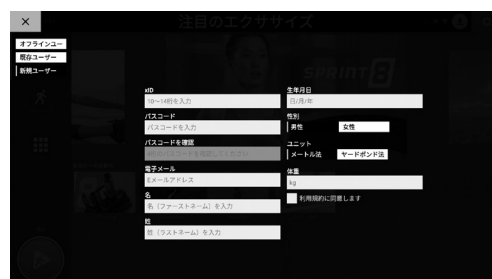 注目のエクササイズ
オフラインユー
既存ユーザー
新規ユーザー
SPRINT 8
xID
10〜14桁を入力
パスコード
パスコードを入力
パスコードを確認
電子メール
Eメールアドレス
名
名 (ファーストネーム) を入力
姓
姓 (ラストネーム) を入力
生年月日
日/月/年
性別
男性 女性
ユニット
メートル法 ヤードポンド法
体重
kg
利用規約に同意します